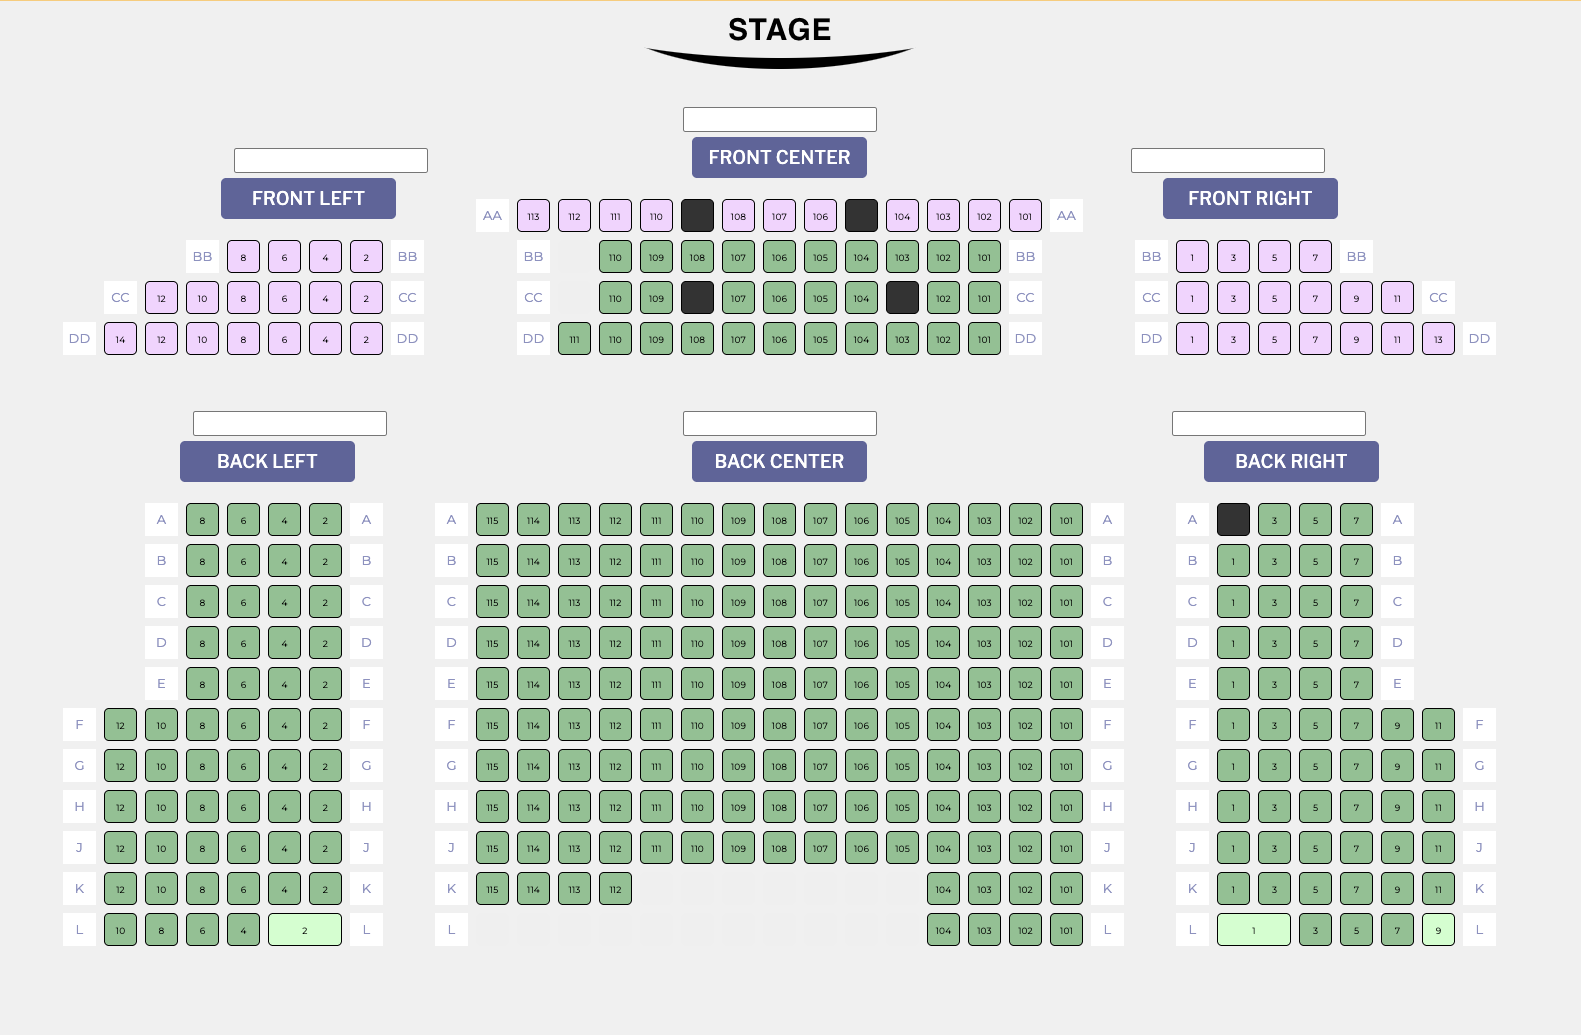 STAGE
FRONT CENTER
FRONT LEFT
FRONT RIGHT
AA 113 112 111 110 108 107 106 104 103 102 101 AA
BB 8 6 4 2 BB BB 110 109 108 107 106 105 104 103 102 101 BB BB 1 3 5 7 BB
CC 12 10 8 6 4 2 CC CC 110 109 107 106 105 104 102 101 CC CC 1 3 5 7 9 11 CC
DD 14 12 10 8 6 4 2 DD DD 111 110 109 108 107 106 105 104 103 102 101 DD DD 1 3 5 7 9 11 13 DD
BACK LEFT BACK CENTER BACK RIGHT
A 8 6 4 2 A A 115 114 113 112 111 110 109 108 107 106 105 104 103 102 101 A A 3 5 7 A
B 8 6 4 2 B B 115 114 113 112 111 110 109 108 107 106 105 104 103 102 101 B B 1 3 5 7 B
C 8 6 4 2 C C 115 114 113 112 111 110 109 108 107 106 105 104 103 102 101 C C 1 3 5 7 C
D 8 6 4 2 D D 115 114 113 112 111 110 109 108 107 106 105 104 103 102 101 D D 1 3 5 7 D
E 8 6 4 2 E E 115 114 113 112 111 110 109 108 107 106 105 104 103 102 101 E E 1 3 5 7 E
F 12 10 8 6 4 2 F F 115 114 113 112 111 110 109 108 107 106 105 104 103 102 101 F F 1 3 5 7 9 11 F
G 12 10 8 6 4 2 G G 115 114 113 112 111 110 109 108 107 106 105 104 103 102 101 G G 1 3 5 7 9 11 G
H 12 10 8 6 4 2 H H 115 114 113 112 111 110 109 108 107 106 105 104 103 102 101 H H 1 3 5 7 9 11 H
J 12 10 8 6 4 2 J J 115 114 113 112 111 110 109 108 107 106 105 104 103 102 101 J J 1 3 5 7 9 11 J
K 12 10 8 6 4 2 K K 115 114 113 112 104 103 102 101 K K 1 3 5 7 9 11 K
L 10 8 6 4 2 L L 104 103 102 101 L L 1 3 5 7 9 L